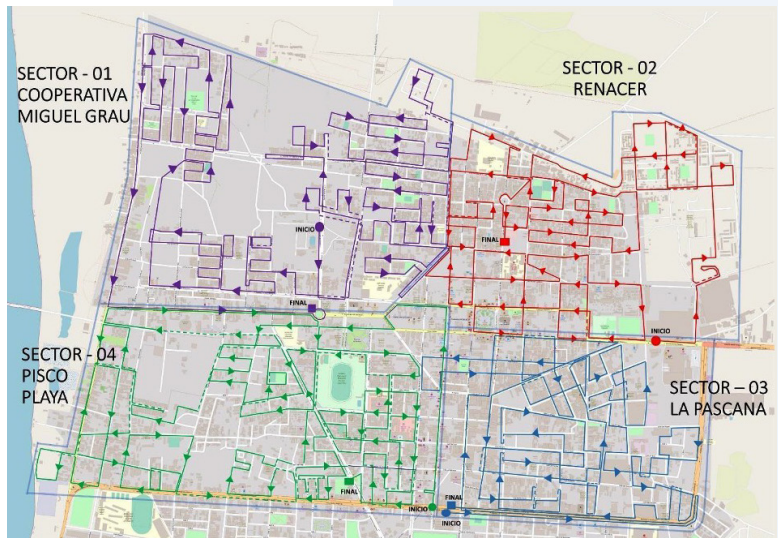 SECTOR - 01
COOPERATIVA
MIGUEL GRAU
SECTOR - 02
RENACER
INICIO
FINAL
FINAL
INICIO
SECTOR - 04
PISCO
PLAYA
SECTOR – 03
LA PASCANA
FINAL
INICIO
FINAL
INICIO